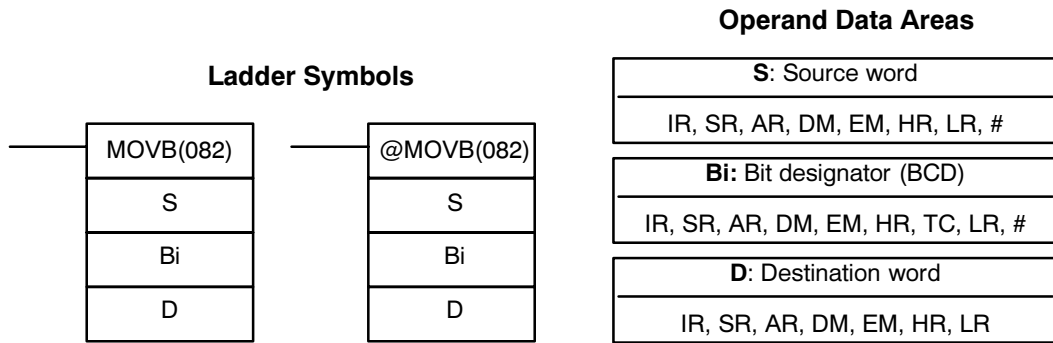 Ladder Symbols
MOVB(082)
S
Bi
D
@MOVB(082)
S
Bi
D
Operand Data Areas
S: Source word
IR, SR, AR, DM, EM, HR, LR, #
Bi: Bit designator (BCD)
IR, SR, AR, DM, EM, HR, TC, LR, #
D: Destination word
IR, SR, AR, DM, EM, HR, LR